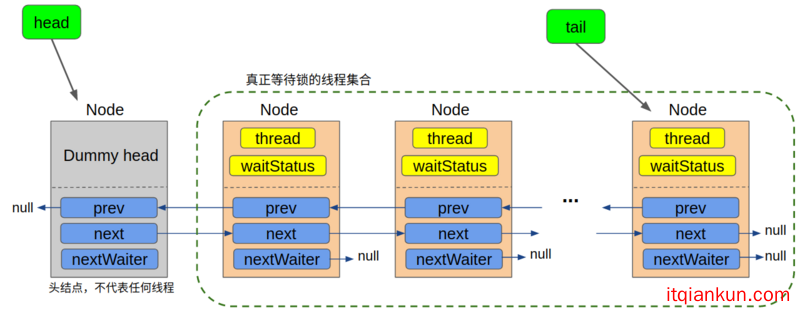 head
tail
真正等待锁的线程集合
Node
Node
Node
Node
Dummy head
thread
thread
thread
waitStatus
waitStatus
waitStatus
null
prev
prev
prev
...
prev
next
next
next
next
null
nextWaiter
nextWaiter
null
nextWaiter
null
nextWaiter
null
头结点，不代表任何线程
itqiankun.com